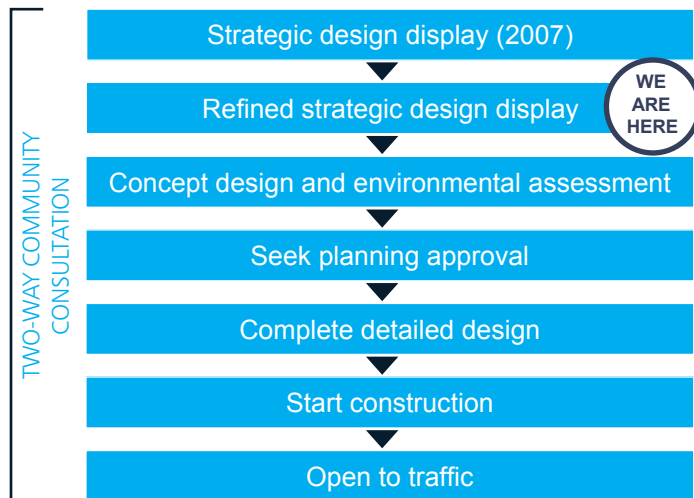 Strategic design display (2007)
Refined strategic design display
WE
ARE
HERE
Concept design and environmental assessment
Seek planning approval
Complete detailed design
Start construction
Open to traffic
TWO-WAY COMMUNITY
CONSULTATION